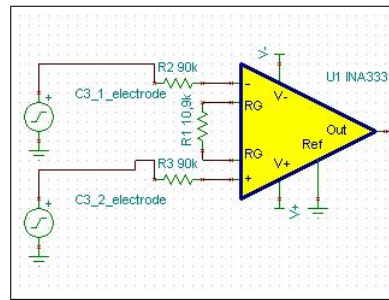 V-
R2 90k
U1 INA333
+
C3_1_electrode
-
V-
RG
R1 10,9k
Out
Ref
RG
V+
+
R3 90k
+
C3_2_electrode
V+